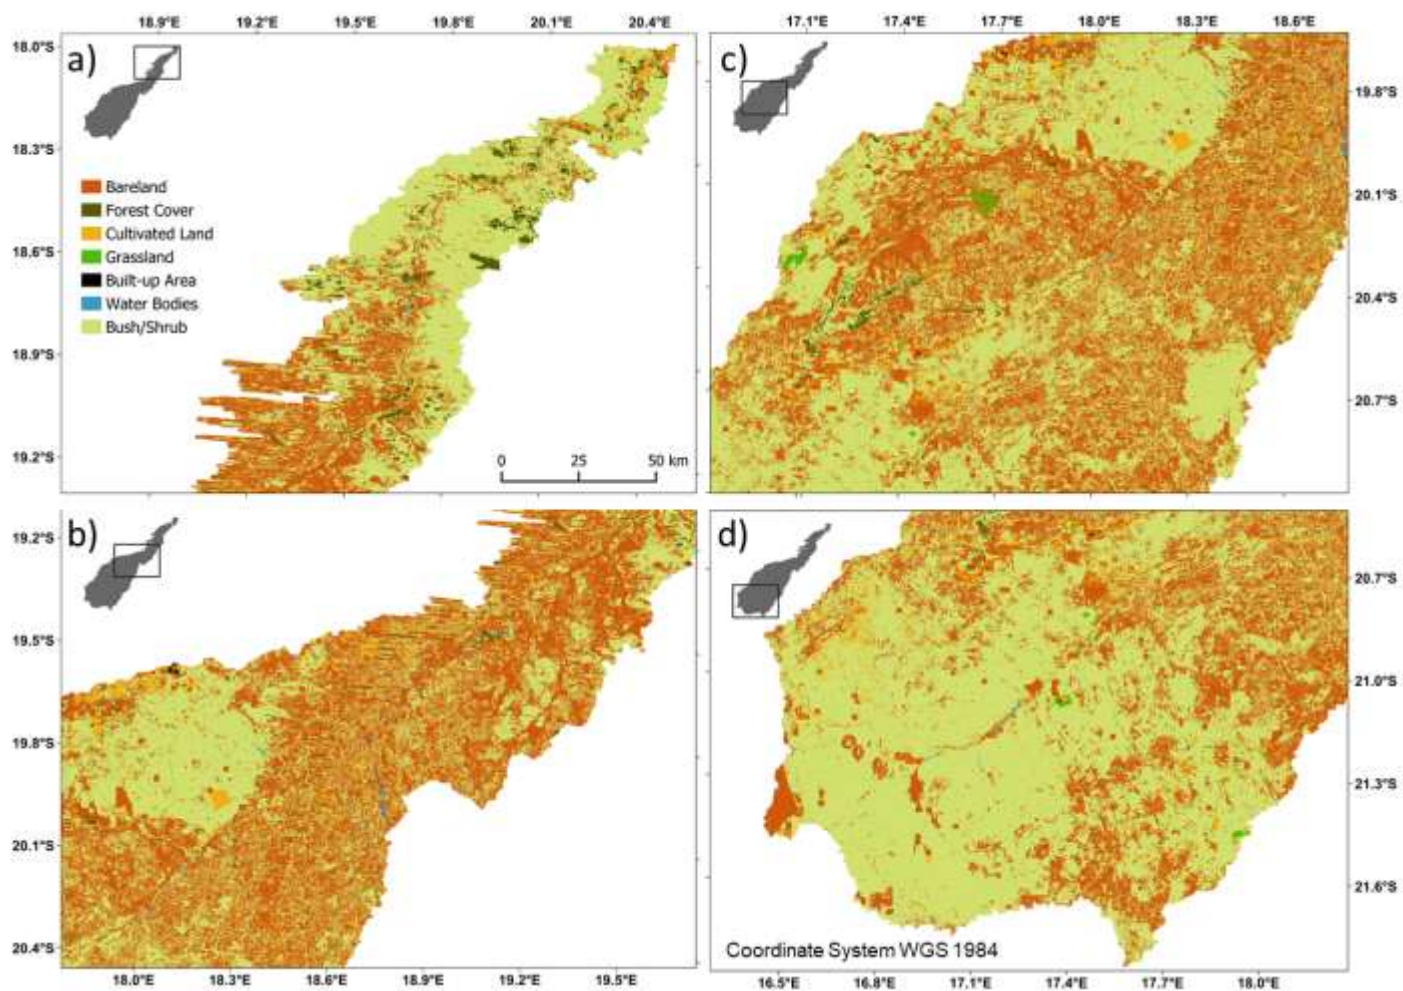 18.9°E 19.2°E 19.5°E 19.8°E 20.1°E 20.4°E
17.1°E 17.4°E 17.7°E 18.0°E 18.3°E 18.6°E
a)
18.0°S
18.3°S
18.6°S
18.9°S
19.2°S
Bareland
Forest Cover
Cultivated Land
Grassland
Built-up Area
Water Bodies
Bush/Shrub
0 25 50 km
c)
19.8°S
20.1°S
20.4°S
20.7°S
b)
19.2°S
19.5°S
19.8°S
20.1°S
20.4°S
18.0°E 18.3°E 18.6°E 18.9°E 19.2°E 19.5°E
d)
20.7°S
21.0°S
21.3°S
21.6°S
Coordinate System WGS 1984
16.5°E 16.8°E 17.1°E 17.4°E 17.7°E 18.0°E